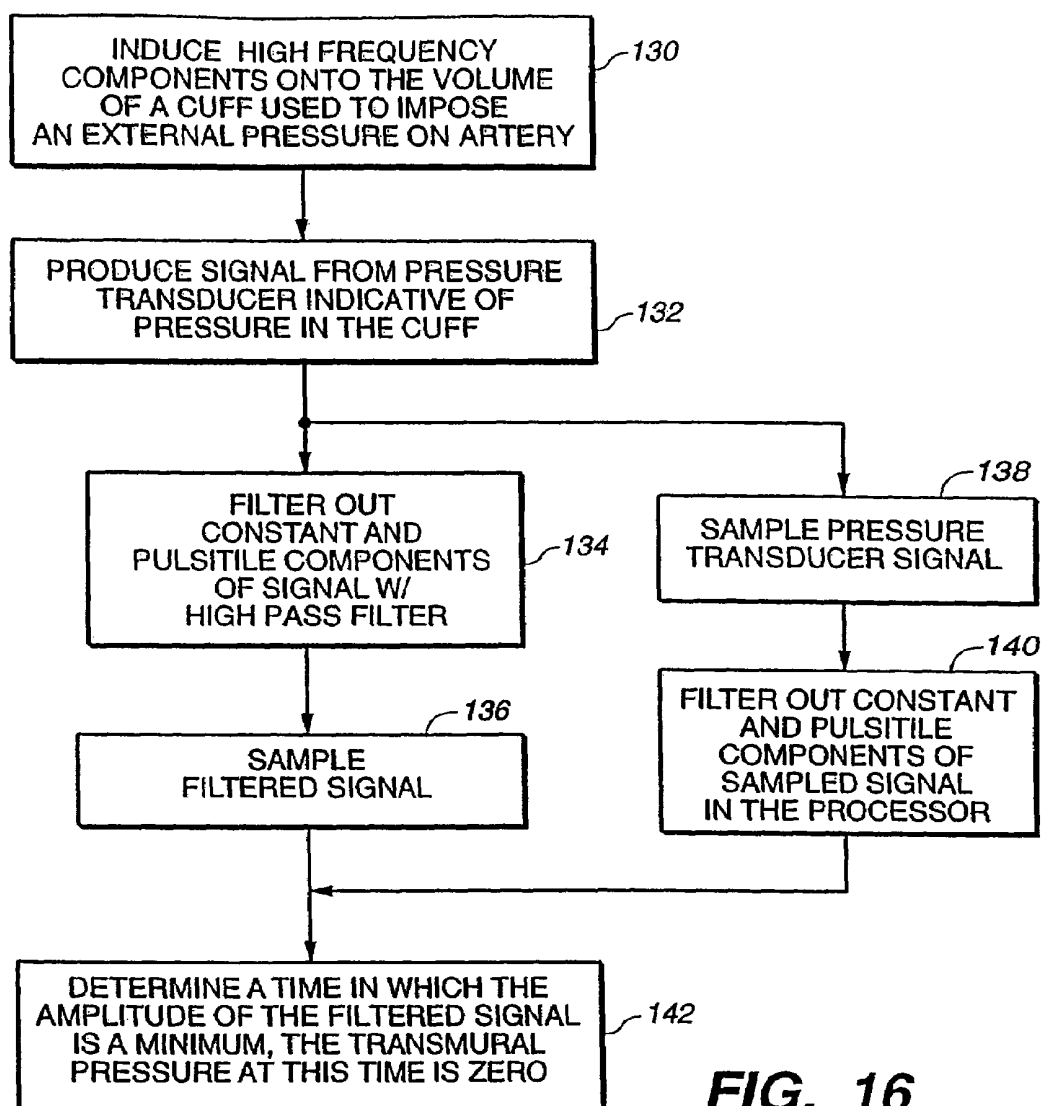 INDUCE HIGH FREQUENCY
COMPONENTS ONTO THE VOLUME
OF A CUFF USED TO IMPOSE
AN EXTERNAL PRESSURE ON ARTERY
130
PRODUCE SIGNAL FROM PRESSURE
TRANSDUCER INDICATIVE OF
PRESSURE IN THE CUFF
132
FILTER OUT
CONSTANT AND
PULSITILE COMPONENTS
OF SIGNAL W/
HIGH PASS FILTER
134
138
SAMPLE PRESSURE
TRANSDUCER SIGNAL
136
SAMPLE
FILTERED SIGNAL
140
FILTER OUT CONSTANT
AND PULSITILE
COMPONENTS OF
SAMPLED SIGNAL
IN THE PROCESSOR
DETERMINE A TIME IN WHICH THE
AMPLITUDE OF THE FILTERED SIGNAL
IS A MINIMUM, THE TRANSMURAL
PRESSURE AT THIS TIME IS ZERO
142
FIG. 16